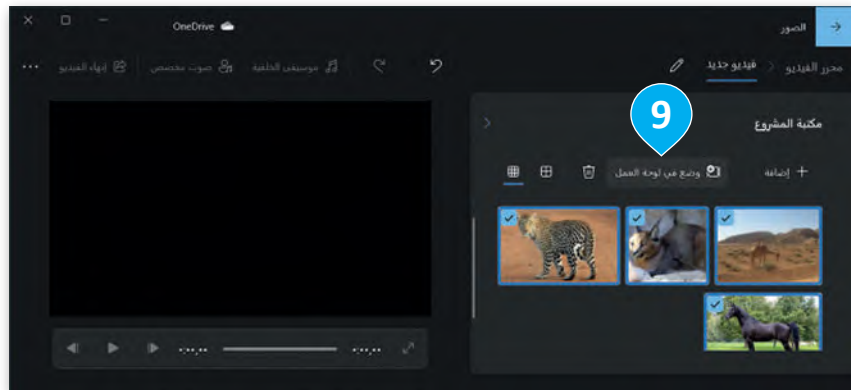 الصور
OneDrive
محرر الفيديو > فيديو جديد
موسيقى الخلفية
صوت مخصص
إنهاء الفيديو
9
مكتبة المشروع
+ إضافة
وضع في لوحة العمل